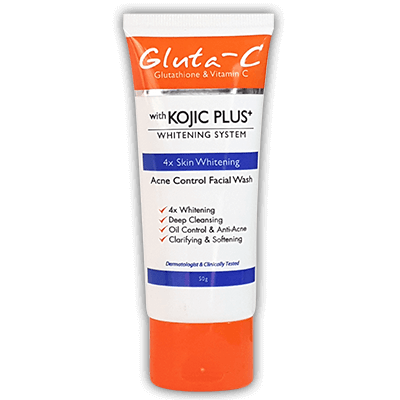 Gluta-C
Glutathione & Vitamin C
with KOJIC PLUS+
WHITENING SYSTEM
4x Skin Whitening
Acne Control Facial Wash
✓ 4x Whitening
✓ Deep Cleansing
✓ Oil Control & Anti-Acne
✓ Clarifying & Softening
Dermatologist & Clinically Tested
50g